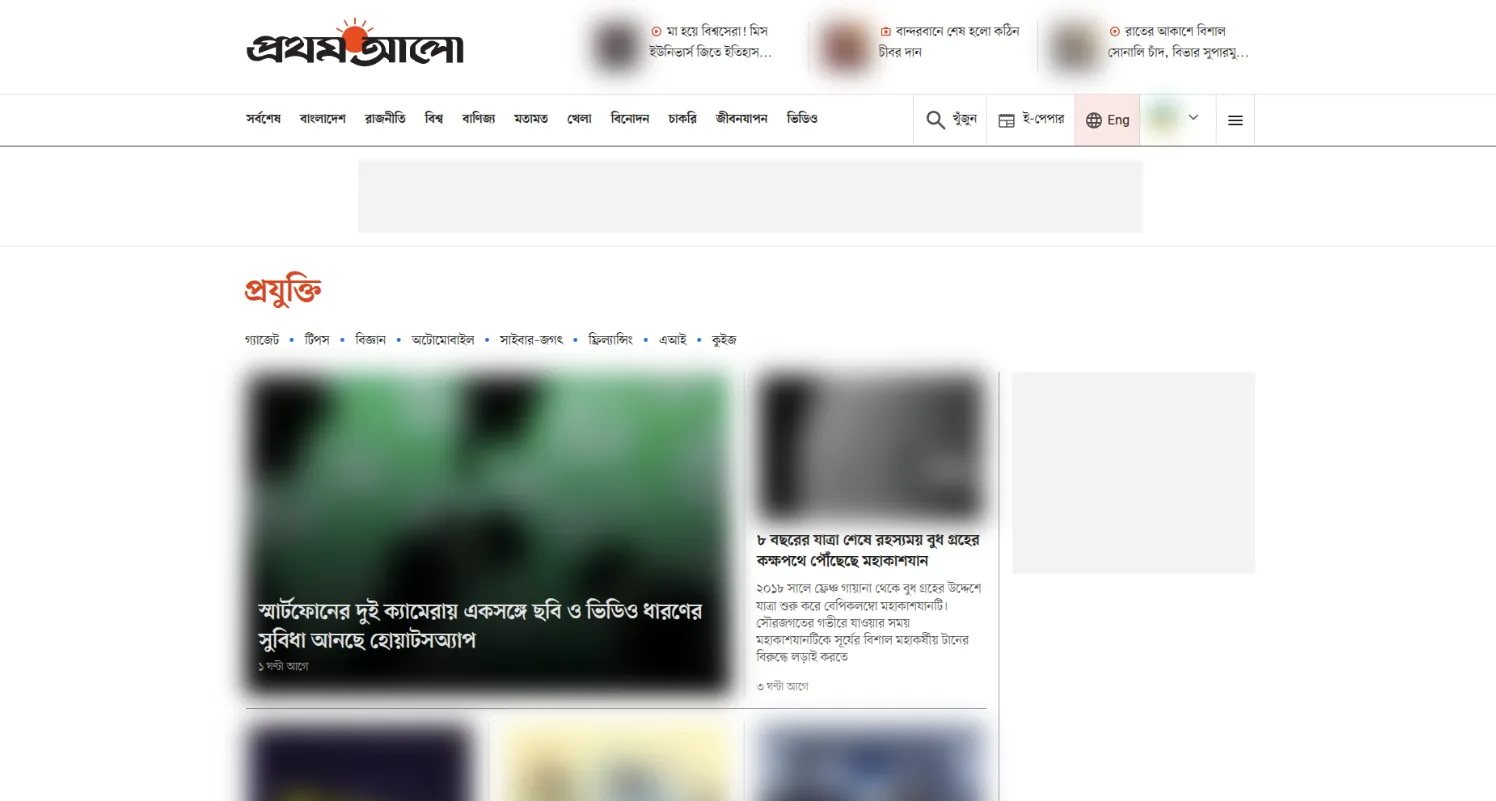 প্রথম আলো
মা হয়ে বিশ্বসেরা! মিস
ইউনিভার্স জিতে ইতিহাস...
বান্দরবানে শেষ হলো কঠিন
চীবর দান
রাতের আকাশে বিশাল
সোনালি চাঁদ, বিভার সুপারমু...
সর্বশেষ বাংলাদেশ রাজনীতি বিশ্ব বাণিজ্য মতামত খেলা বিনোদন চাকরি জীবনযাপন ভিডিও খুঁজুন ই-পেপার Eng
প্রযুক্তি
গ্যাজেট • টিপস • বিজ্ঞান • অটোমোবাইল • সাইবার-জগৎ • ফ্রিল্যান্সিং • এআই • কুইজ
স্মার্টফোনের দুই ক্যামেরায় একসঙ্গে ছবি ও ভিডিও ধারণের
সুবিধা আনছে হোয়াটসঅ্যাপ
১ ঘণ্টা আগে
৮ বছরের যাত্রা শেষে রহস্যময় বুধ গ্রহের
কক্ষপথে পৌঁছেছে মহাকাশযান
২০১৮ সালে ফ্রেঞ্চ গায়ানা থেকে বুধ গ্রহের উদ্দেশে
যাত্রা শুরু করে বেপিকলম্বো মহাকাশযানটি।
সৌরজগতের গভীরে যাওয়ার সময়
মহাকাশযানটিকে সূর্যের বিশাল মহাকর্ষীয় টানের
বিরুদ্ধে লড়াই করতে
৩ ঘণ্টা আগে